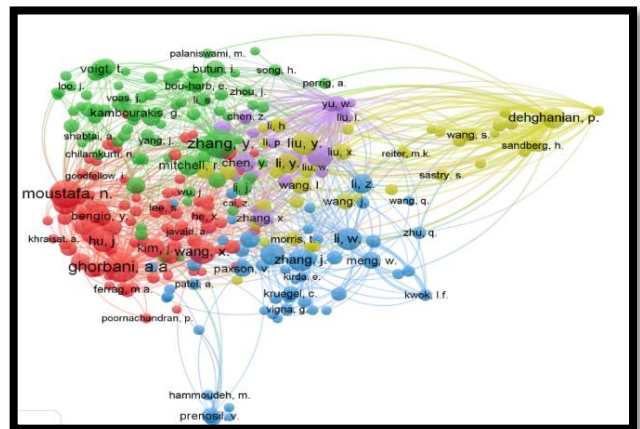 palaniswami, m.
voigt, t.
butun, i.
song, h.
loo, j.
bou-harb, e.
perrig, a.
voas, j.
zhou, j.
yu, w.
dehghanian, p.
kambourakis, g.
li, s.
chen, z.
liu, l.
wang, s.
sandberg, h.
shabtai, a.
yang, j.
zhang, y.
li, h
li, p.
liu, y.
chilamkurti, n.
mitchell, r.
chen, y.
li, y.
liu, x.
liu, w.
reiter, m.k.
sastry, s.
goodfellow, i.
moustafa, n.
wu, j
li, j.
wang, l.
li, z.
bengio, y.
lee, s.
cai, z.
wang, j.
wang, q.
khraisat, a.
hu, j.
he, x
zhang, x
kim, j.
javaid, a.
wang, x.
morris, t.
li, w.
zhu, q.
ghorbani, a.a.
paxson, v.
zhang, j.
meng, w.
kirda, e.
ferrag, m.a.
patel, a.
kruegel, c.
kwok, l.f.
vigna, g.
poornachandran, p.
hammoudeh, m.
prenosil, v.